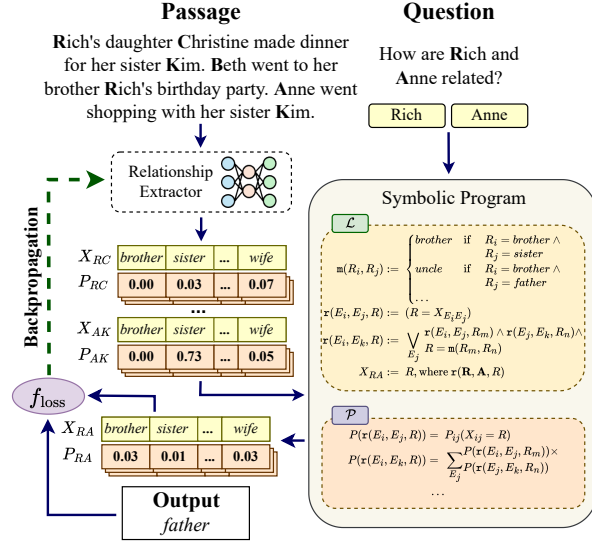 Passage
Question
Rich's daughter Christine made dinner
for her sister Kim. Beth went to her
brother Rich's birthday party. Anne went
shopping with her sister Kim.
How are Rich and
Anne related?
Rich
Anne
Relationship
Extractor
Backpropagation
X_RC brother sister ... wife
P_RC 0.00 0.03 ... 0.07
...
X_AK brother sister ... wife
P_AK 0.00 0.73 ... 0.05
f_loss
X_RA brother sister ... wife
P_RA 0.03 0.01 ... 0.03
Output
father
Symbolic Program
ℒ
m(R_i, R_j) := { brother if R_i = brother ∧
R_j = sister
uncle if R_i = brother ∧
R_j = father
...
r(E_i, E_j, R) := (R = X_{E_iE_j})
r(E_i, E_k, R) := ⋁_{E_j} r(E_i, E_j, R_m) ∧ r(E_j, E_k, R_n) ∧
R = m(R_m, R_n)
X_RA := R, where r(R, A, R)
𝒫
P(r(E_i, E_j, R)) = P_ij(X_ij = R)
P(r(E_i, E_k, R)) = ∑_{E_j} P(r(E_i, E_j, R_m)) ×
P(r(E_j, E_k, R_n))
...